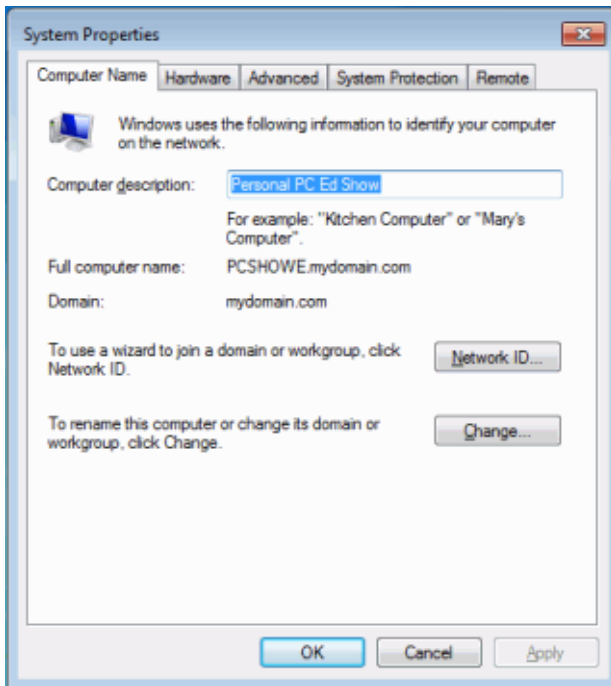 System Properties
Computer Name Hardware Advanced System Protection Remote
Windows uses the following information to identify your computer
on the network.
Computer description: Personal PC Ed Show
For example: "Kitchen Computer" or "Mary's
Computer".
Full computer name: PCSHOWE.mydomain.com
Domain: mydomain.com
To use a wizard to join a domain or workgroup, click
Network ID.
Network ID...
To rename this computer or change its domain or
workgroup, click Change.
Change...
OK Cancel Apply